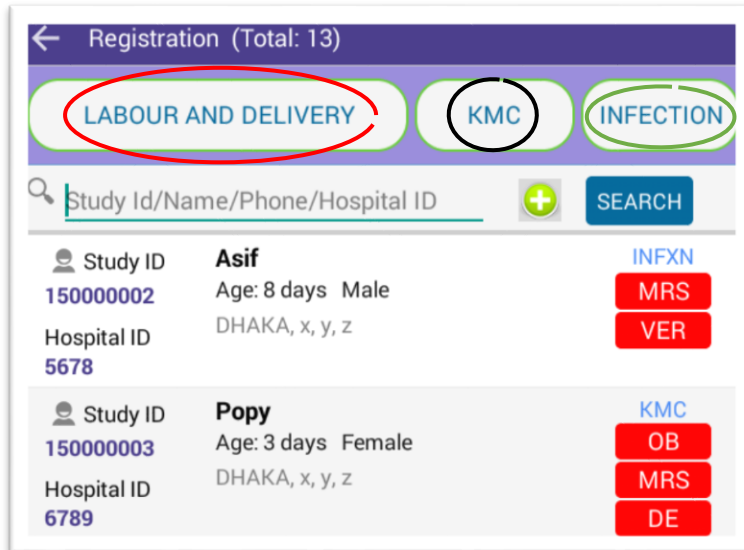 Registration (Total: 13)
LABOUR AND DELIVERY KMC INFECTION
Study Id/Name/Phone/Hospital ID SEARCH
Study ID Asif INFXN
150000002 Age: 8 days Male MRS
Hospital ID DHAKA, x, y, z VER
5678
Study ID Popy KMC
150000003 Age: 3 days Female OB
Hospital ID DHAKA, x, y, z MRS
6789 DE